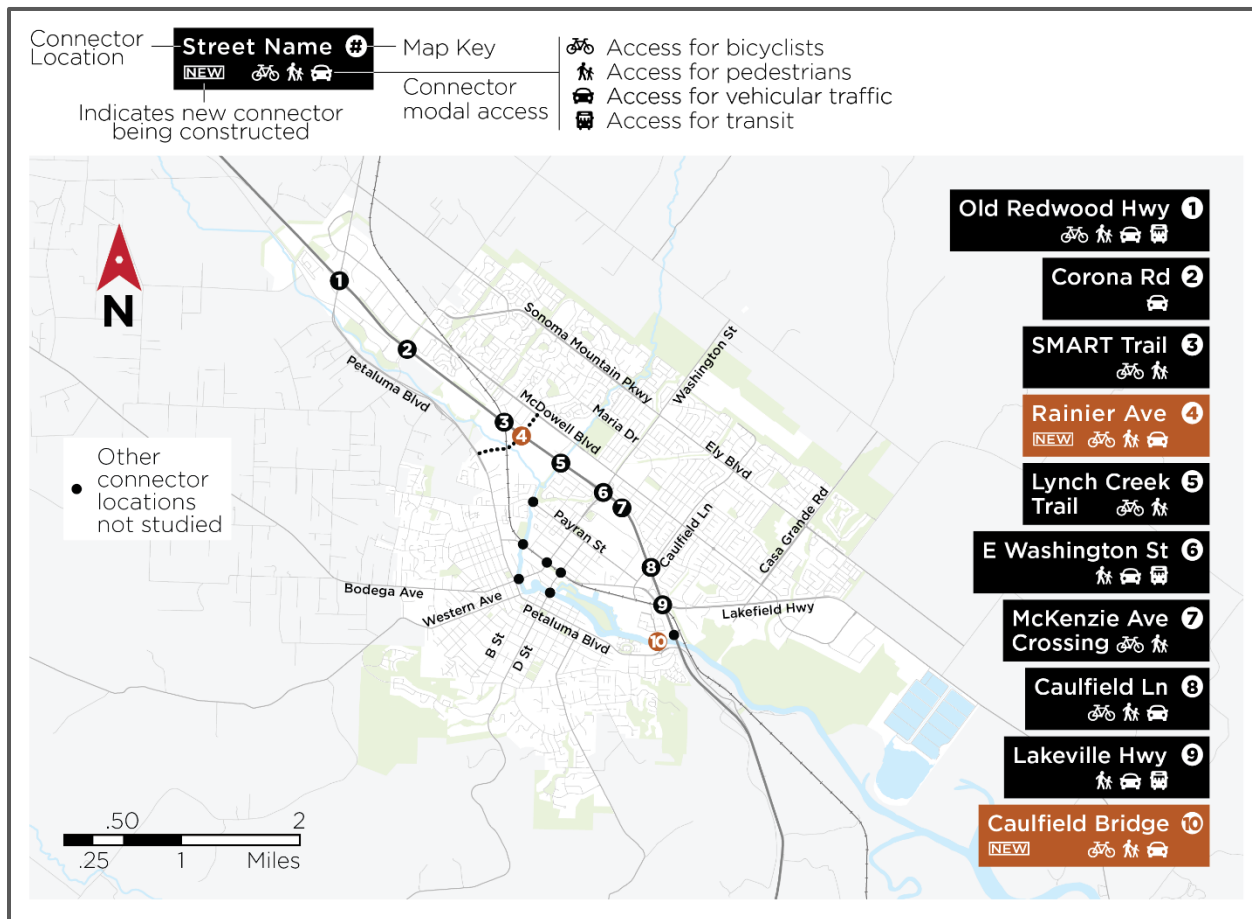 Connector
Location
Street Name #
NEW
Map Key
Connector
modal access
Indicates new connector
being constructed
Access for bicyclists
Access for pedestrians
Access for vehicular traffic
Access for transit
N
Other
connector
locations
not studied
1
2
3
4
5
6
7
8
9
10
Sonoma Mountain Pkwy
Washington St
Petaluma Blvd
McDowell Blvd
Maria Dr
Ely Blvd
Payran St
Caulfield Ln
Casa Grande Rd
Bodega Ave
Western Ave
Petaluma Blvd
Lakefield Hwy
B St
D St
Old Redwood Hwy 1
Corona Rd 2
SMART Trail 3
Rainier Ave 4
NEW
Lynch Creek 5
Trail
E Washington St 6
McKenzie Ave 7
Crossing
Caulfield Ln 8
Lakeville Hwy 9
Caulfield Bridge 10
NEW
.50 2
.25 1 Miles